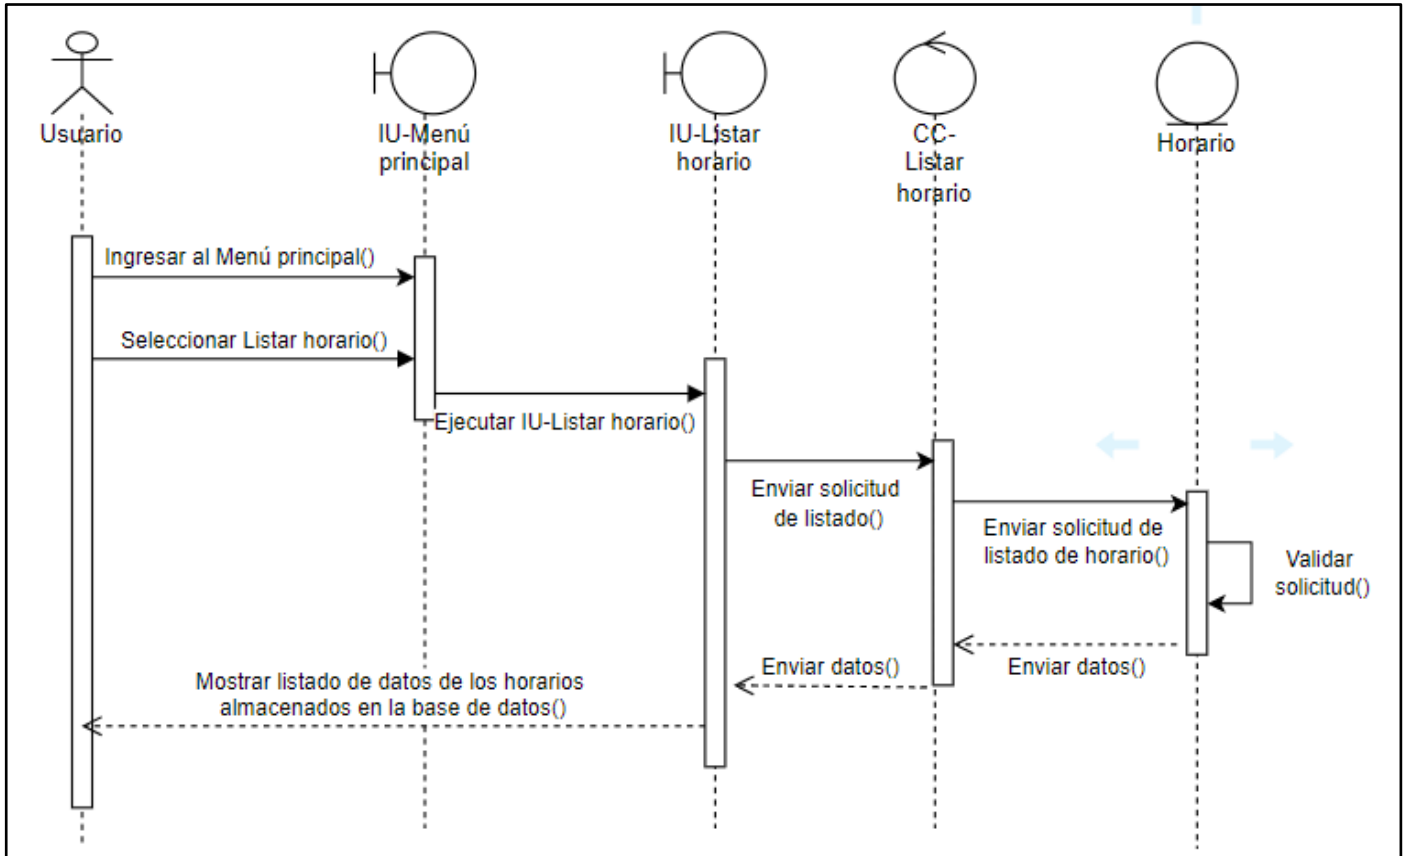 Usuario
IU-Menú
principal
IU-Listar
horario
CC-
Listar
horario
Horario
Ingresar al Menú principal()
Seleccionar Listar horario()
Ejecutar IU-Listar horario()
Enviar solicitud
de listado()
Enviar solicitud de
listado de horario()
Validar
solicitud()
Enviar datos()
Enviar datos()
Mostrar listado de datos de los horarios
almacenados en la base de datos()